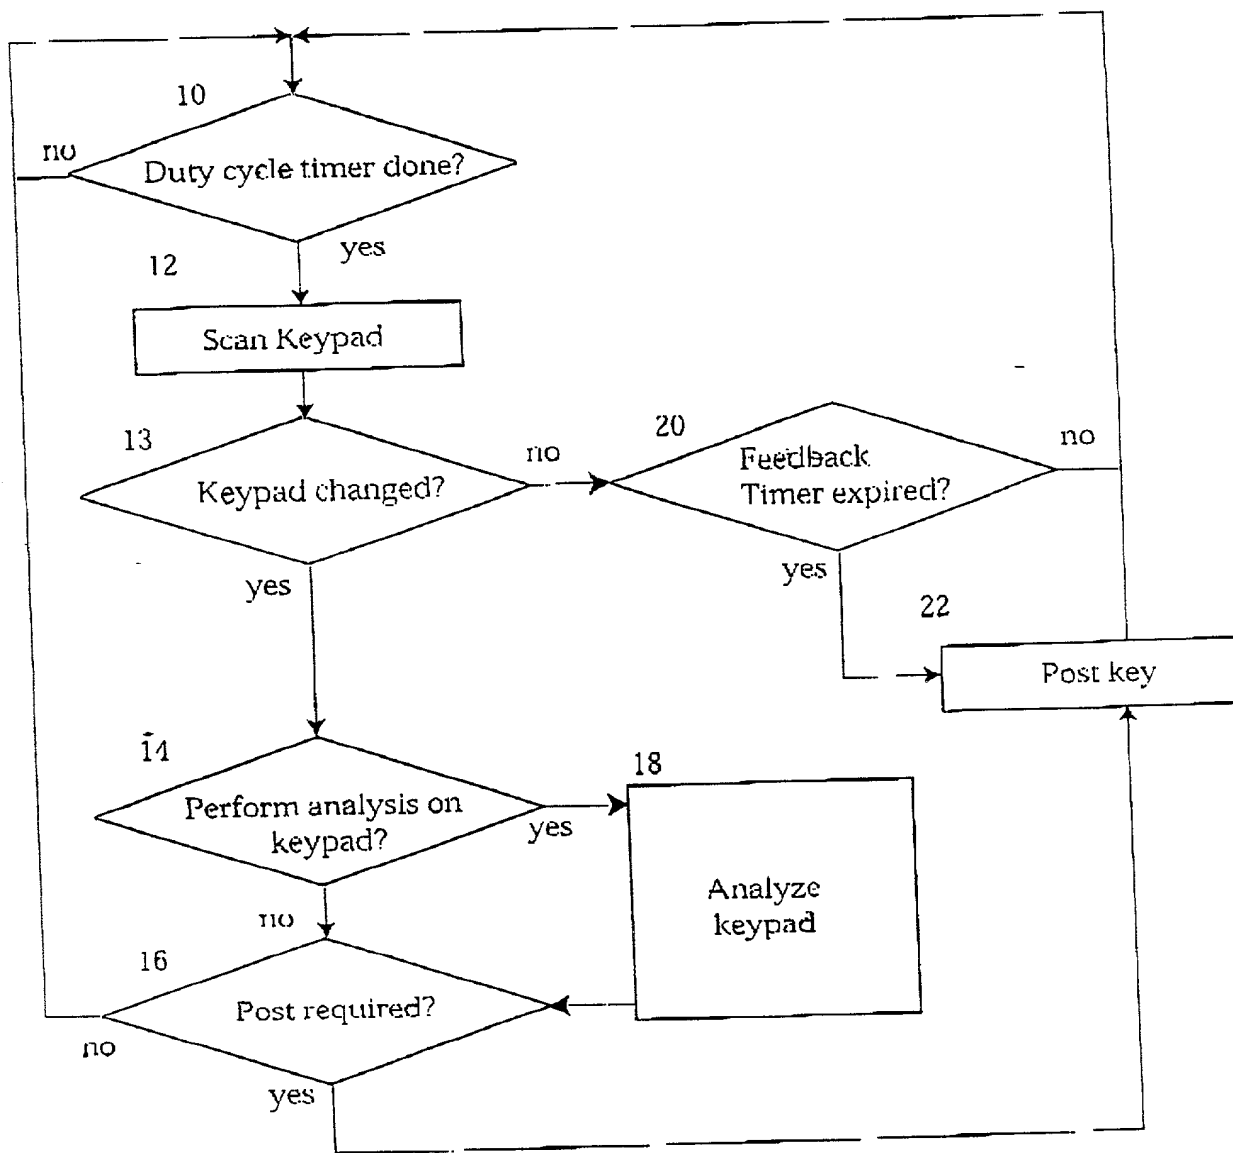 10
no
Duty cycle timer done?
yes
12
Scan Keypad
13
Keypad changed?
no
20
Feedback
Timer expired?
no
yes
yes
22
Post key
14
Perform analysis on
keypad?
yes
18
Analyze
keypad
no
16
Post required?
no
yes